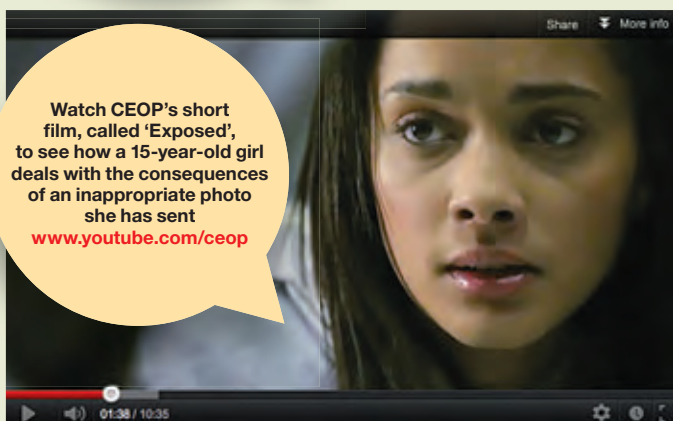 Share More info
Watch CEOP's short
film, called 'Exposed',
to see how a 15-year-old girl
deals with the consequences
of an inappropriate photo
she has sent
www.youtube.com/ceop
01:38 / 10:35